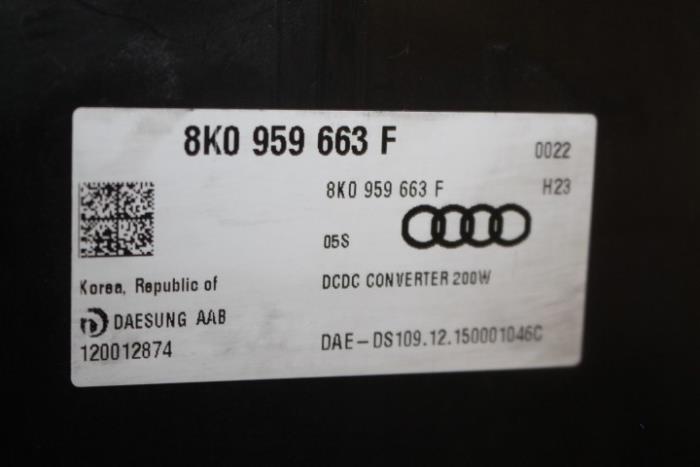 8K0 959 663 F
0022
8K0 959 663 F
H23
05S
Korea, Republic of
DCDC CONVERTER 200W
DAESUNG AAB
120012874
DAE-DS109.12.150001046C